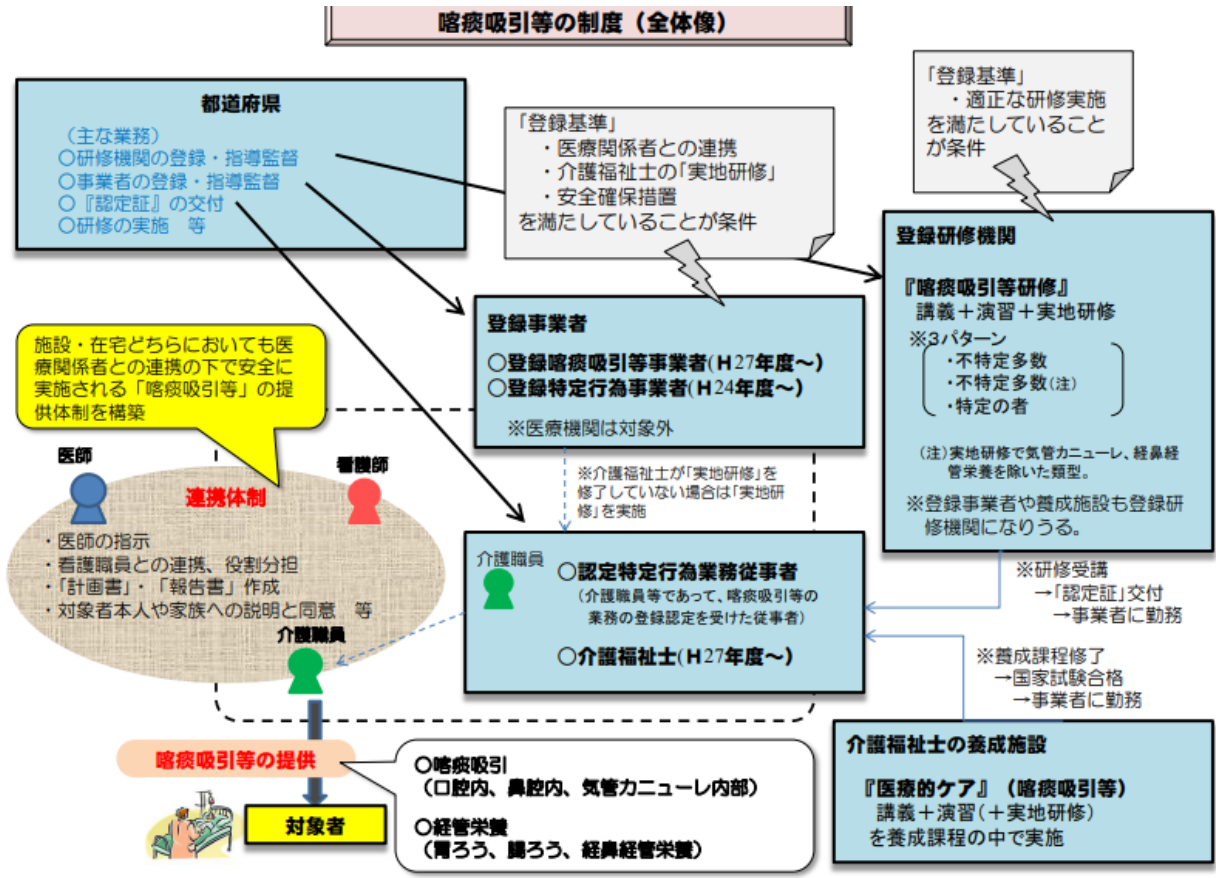 喀痰吸引等の制度（全体像）
都道府県
（主な業務）
○研修機関の登録・指導監督
○事業者の登録・指導監督
○『認定証』の交付
○研修の実施　等
「登録基準」
・医療関係者との連携
・介護福祉士の「実地研修」
・安全確保措置
を満たしていることが条件
「登録基準」
・適正な研修実施
を満たしていること
が条件
登録研修機関
『喀痰吸引等研修』
講義＋演習＋実地研修
※3パターン
・不特定多数
・不特定多数（注）
・特定の者
（注）実地研修で気管カニューレ、経鼻経
管栄養を除いた類型。
※登録事業者や養成施設も登録研
修機関になりうる。
登録事業者
○登録喀痰吸引等事業者（H27年度～）
○登録特定行為事業者（H24年度～）
※医療機関は対象外
施設・在宅どちらにおいても医
療関係者との連携の下で安全に
実施される「喀痰吸引等」の提
供体制を構築
医師
看護師
連携体制
・医師の指示
・看護職員との連携、役割分担
・「計画書」・「報告書」作成
・対象者本人や家族への説明と同意　等
介護職員
※介護福祉士が「実地研修」を
修了していない場合は「実地研
修」を実施
介護職員
○認定特定行為業務従事者
（介護職員等であって、喀痰吸引等の
業務の登録認定を受けた従事者）
○介護福祉士（H27年度～）
※研修受講
→「認定証」交付
→事業者に勤務
※養成課程修了
→国家試験合格
→事業者に勤務
介護福祉士の養成施設
『医療的ケア』（喀痰吸引等）
講義＋演習（＋実地研修）
を養成課程の中で実施
喀痰吸引等の提供
対象者
○喀痰吸引
（口腔内、鼻腔内、気管カニューレ内部）
○経管栄養
（胃ろう、腸ろう、経鼻経管栄養）